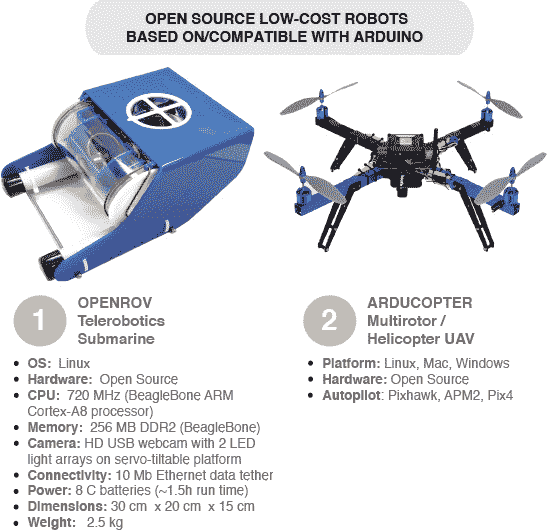 OPEN SOURCE LOW-COST ROBOTS
BASED ON/COMPATIBLE WITH ARDUINO
1
OPENROV
Telerobotics
Submarine
• OS: Linux
• Hardware: Open Source
• CPU: 720 MHz (BeagleBone ARM
Cortex-A8 processor)
• Memory: 256 MB DDR2 (BeagleBone)
• Camera: HD USB webcam with 2 LED
light arrays on servo-tiltable platform
• Connectivity: 10 Mb Ethernet data tether
• Power: 8 C batteries (~1.5h run time)
• Dimensions: 30 cm x 20 cm x 15 cm
• Weight: 2.5 kg
2
ARDUCOPTER
Multirotor /
Helicopter UAV
• Platform: Linux, Mac, Windows
• Hardware: Open Source
• Autopilot: Pixhawk, APM2, Pix4